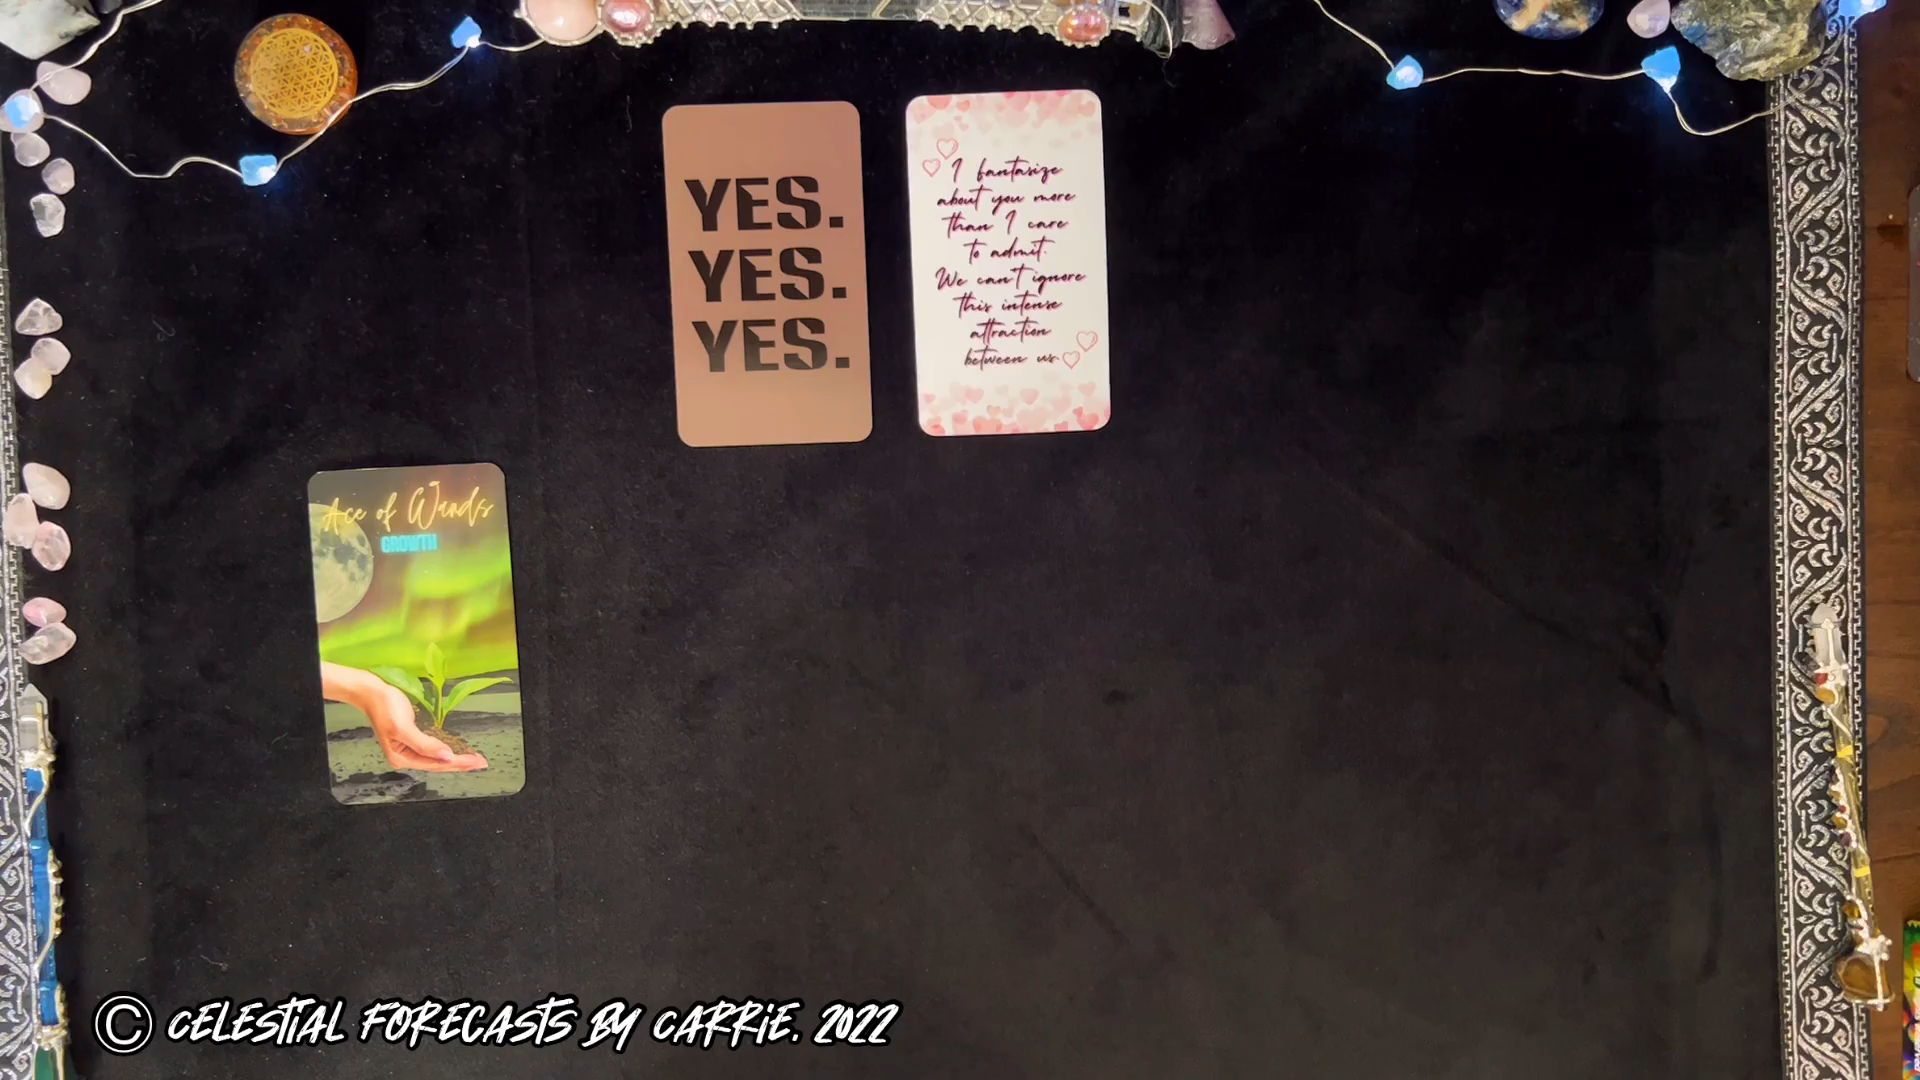 YES.
YES.
YES.
I fantasize
about you more
than I care
to admit.
We can't ignore
this intense
attraction
between us.
Ace of Wands
GROWTH
© CELESTIAL FORECASTS BY CARRIE. 2022